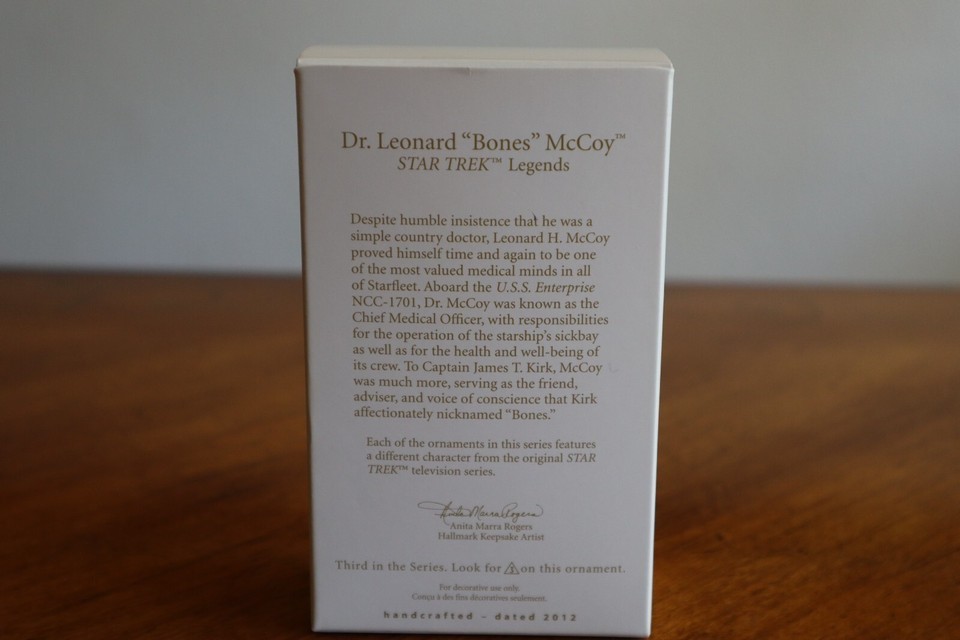 Dr. Leonard “Bones” McCoy™
STAR TREK™ Legends
Despite humble insistence that he was a
simple country doctor, Leonard H. McCoy
proved himself time and again to be one
of the most valued medical minds in all
of Starfleet. Aboard the U.S.S. Enterprise
NCC-1701, Dr. McCoy was known as the
Chief Medical Officer, with responsibilities
for the operation of the starship’s sickbay
as well as for the health and well-being of
its crew. To Captain James T. Kirk, McCoy
was much more, serving as the friend,
adviser, and voice of conscience that Kirk
affectionately nicknamed “Bones.”
Each of the ornaments in this series features
a different character from the original STAR
TREK™ television series.
Anita Marra Rogers
Anita Marra Rogers
Hallmark Keepsake Artist
Third in the Series. Look for 3 on this ornament.
For decorative use only.
Conçu à des fins décoratives seulement.
handcrafted – dated 2012